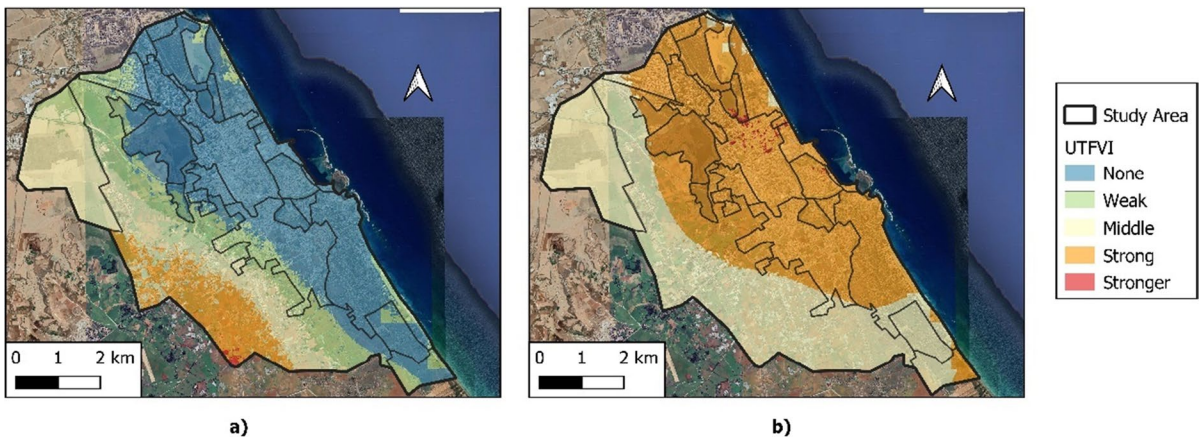 Study Area
UTFVI
None
Weak
Middle
Strong
Stronger
0 1 2 km
0 1 2 km
a)
b)